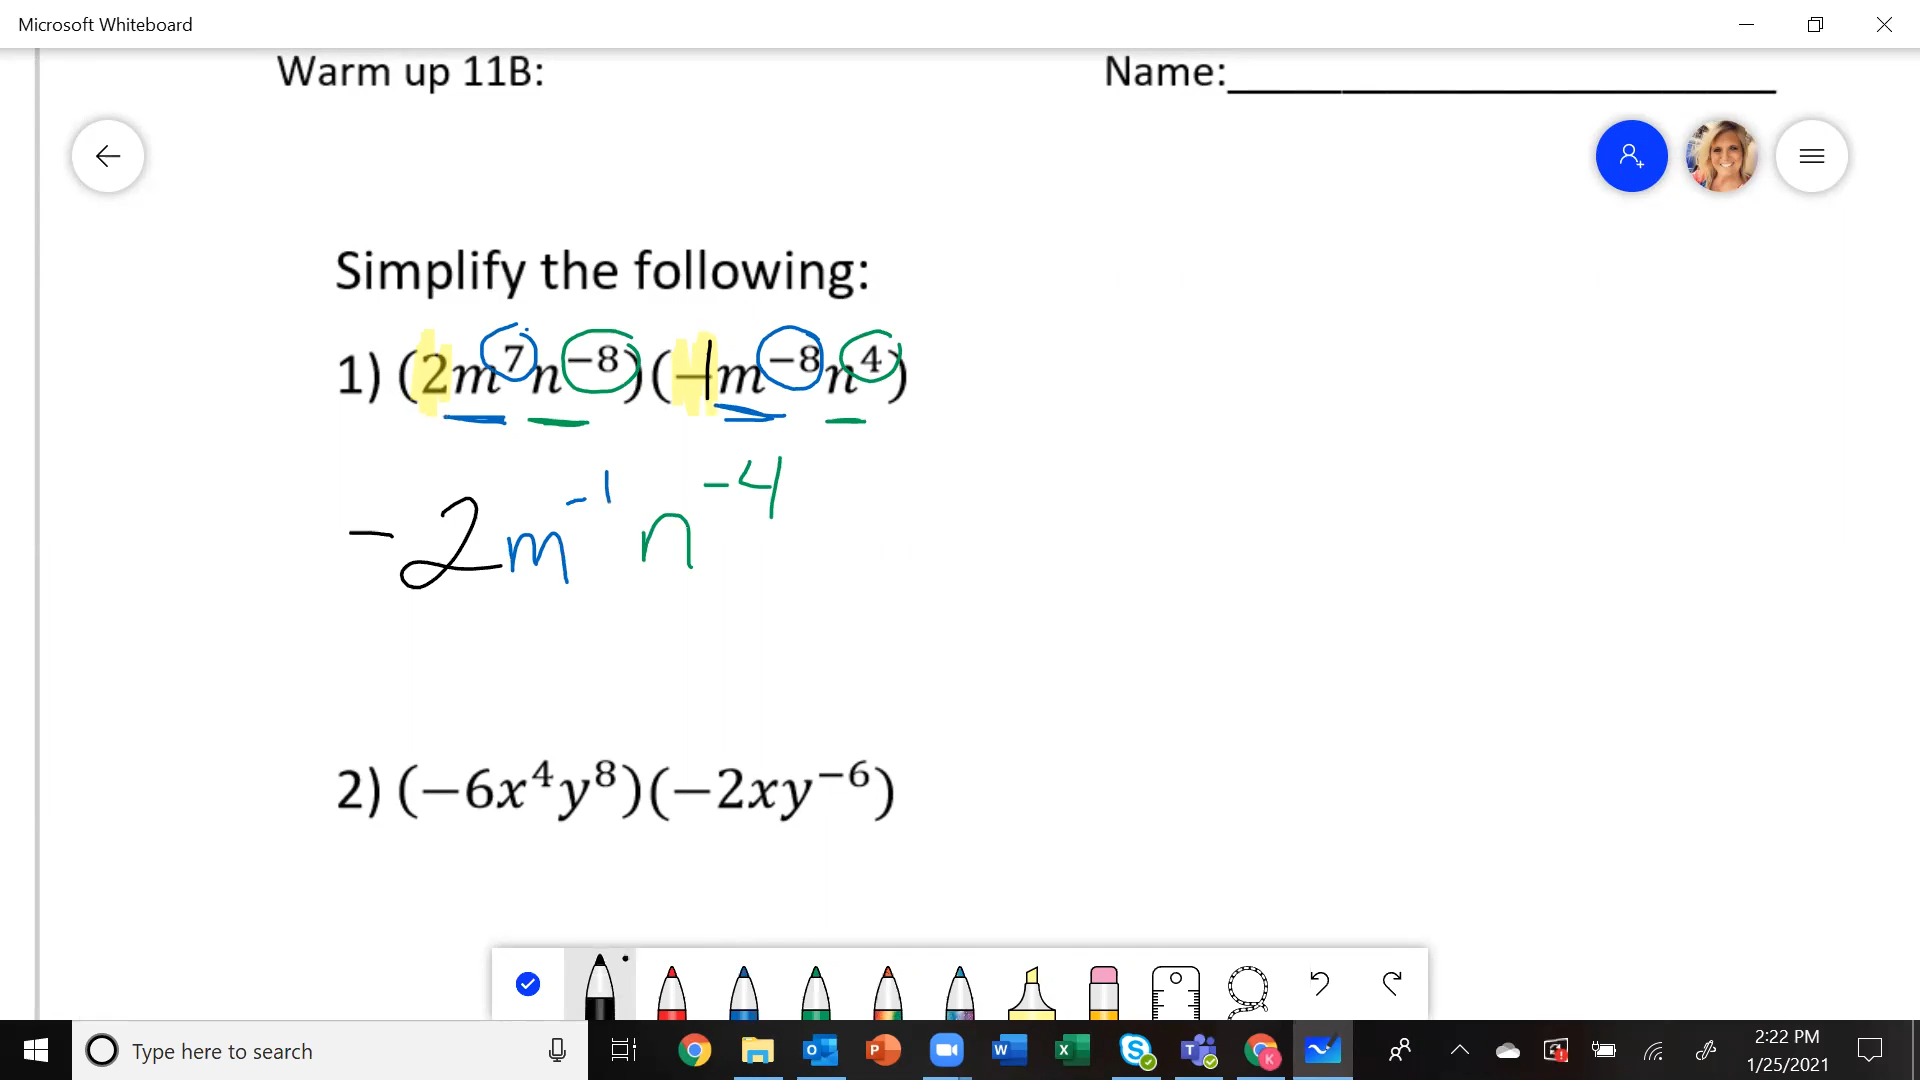 Microsoft Whiteboard
Warm up 11B:
Name:______________________
Simplify the following:
1) (2m⁷n⁻⁸)(-1m⁻⁸n⁴)
-2m⁻¹n⁻⁴
2) (−6x⁴y⁸)(−2xy⁻⁶)
Type here to search
2:22 PM
1/25/2021